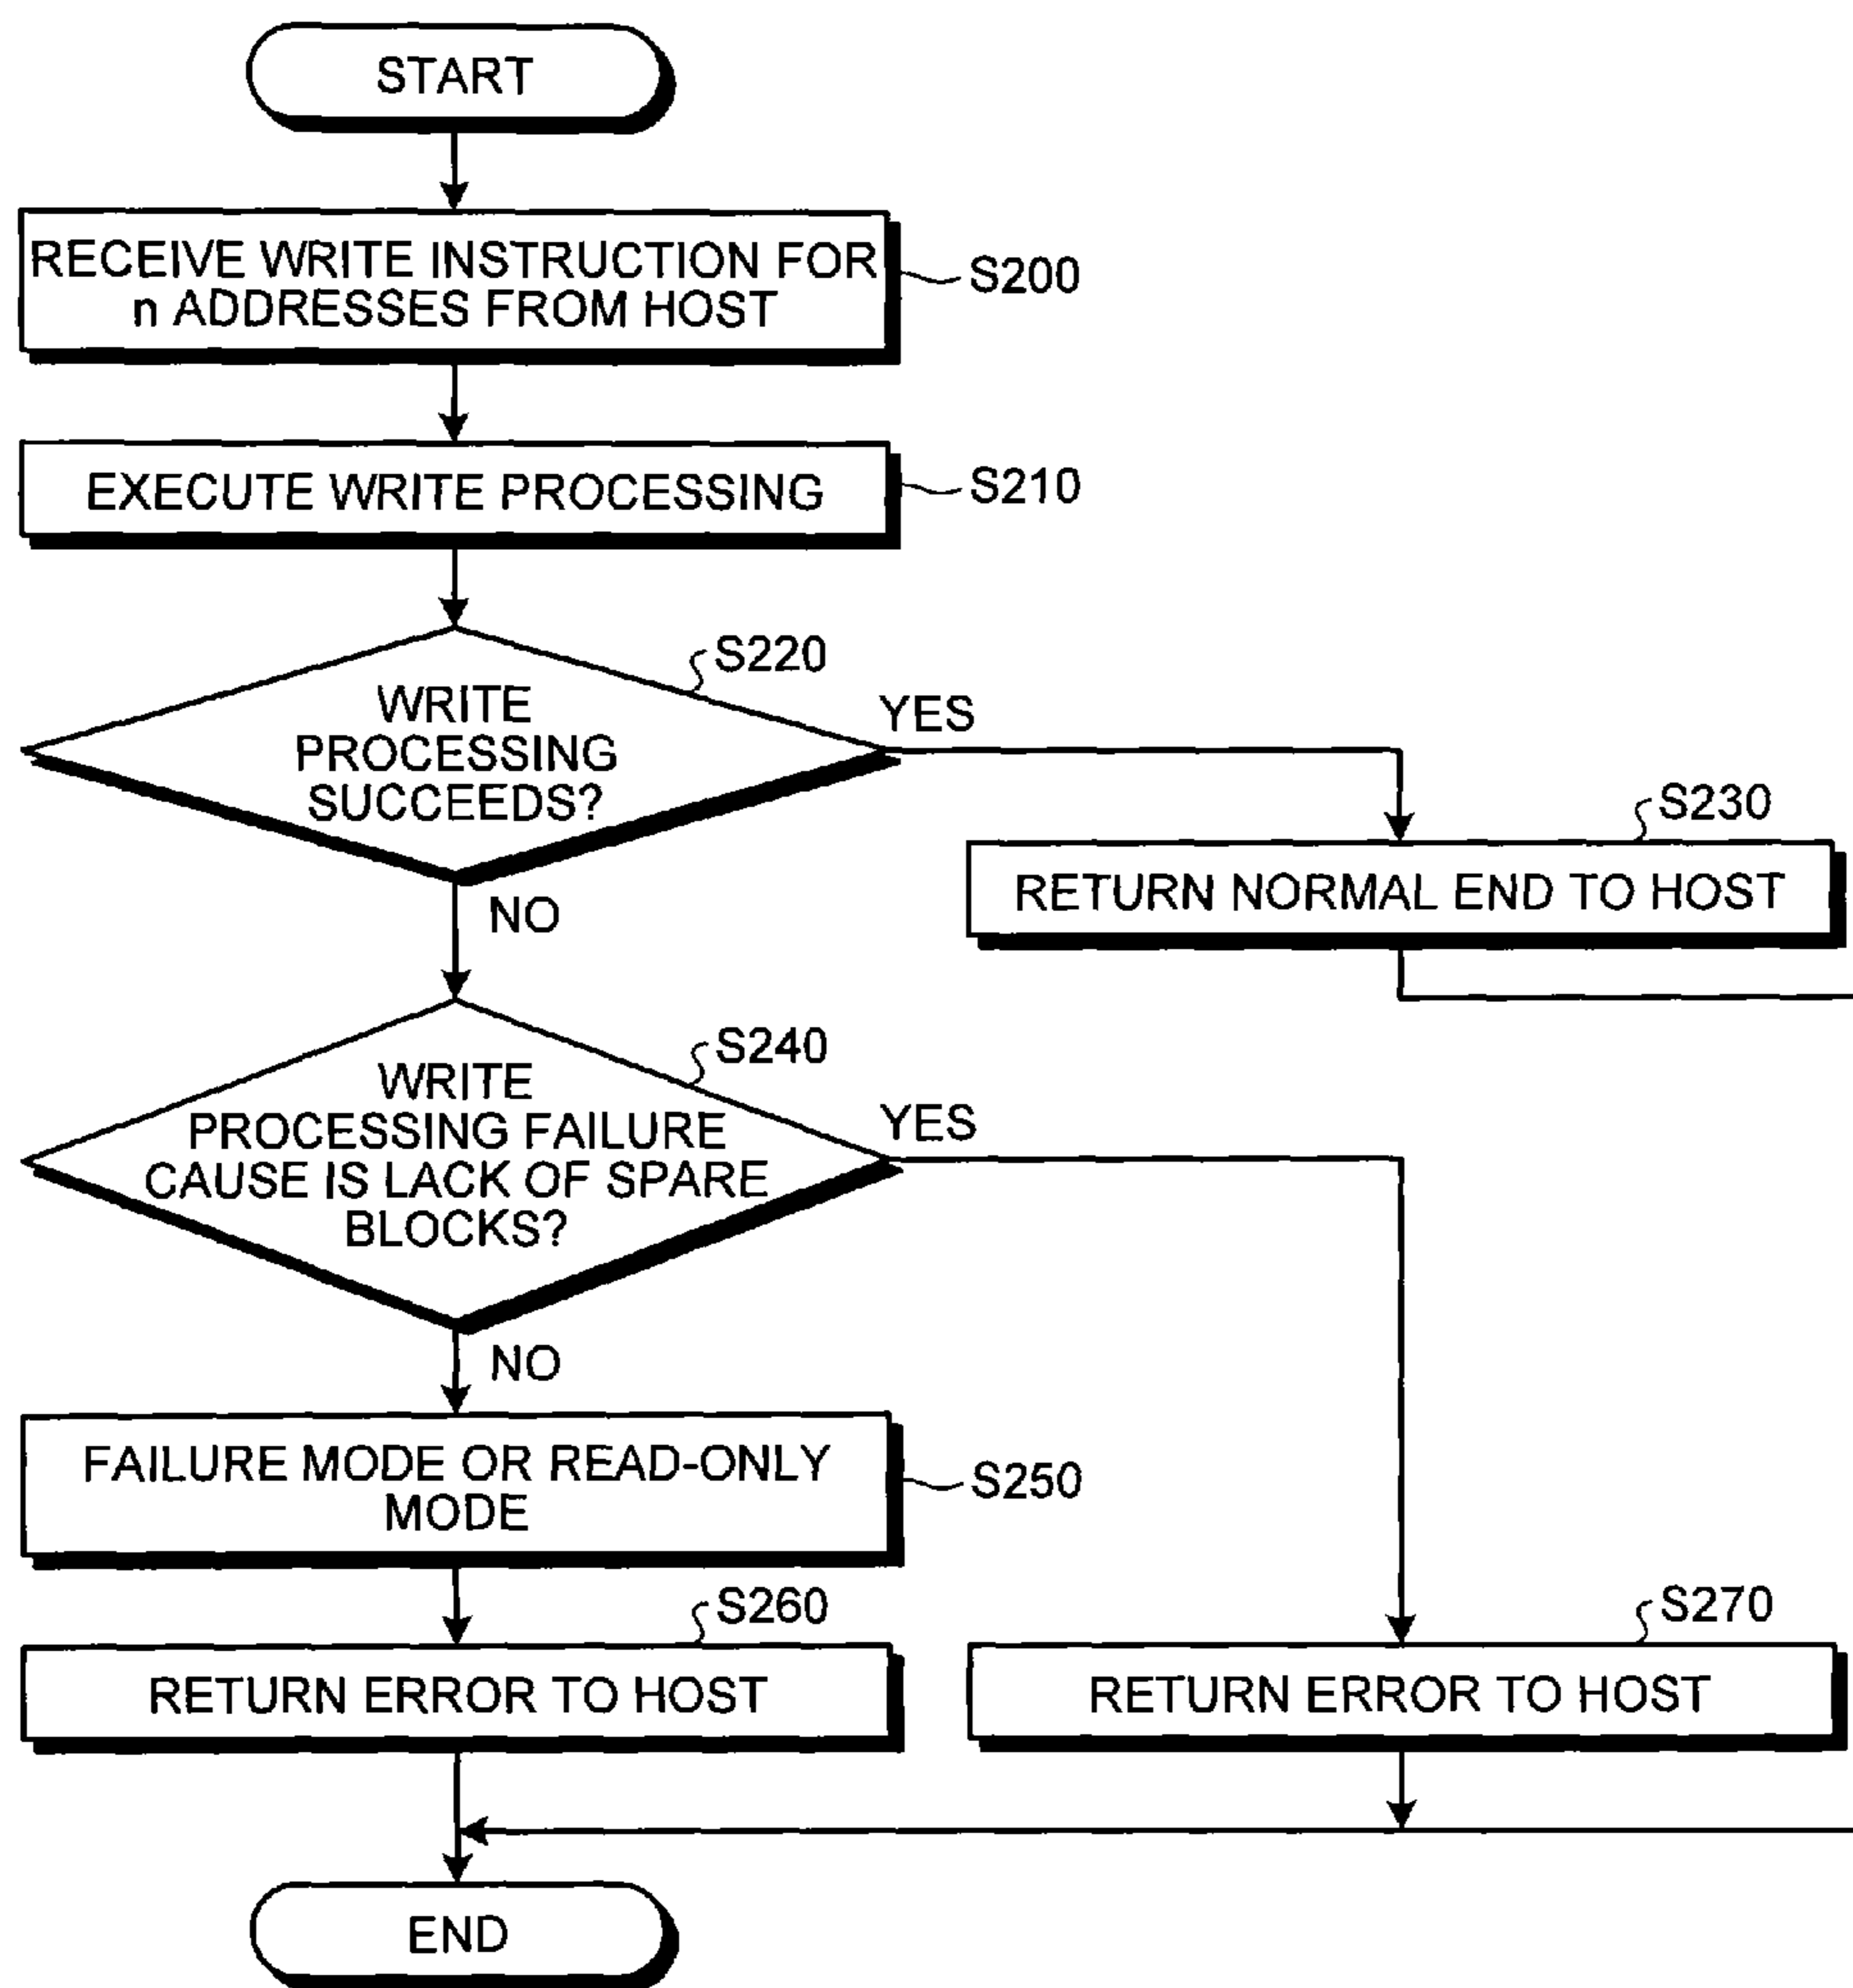 START
RECEIVE WRITE INSTRUCTION FOR
n ADDRESSES FROM HOST
S200
EXECUTE WRITE PROCESSING
S210
S220
WRITE
PROCESSING
SUCCEEDS?
YES
S230
RETURN NORMAL END TO HOST
NO
S240
WRITE
PROCESSING FAILURE
CAUSE IS LACK OF SPARE
BLOCKS?
YES
NO
FAILURE MODE OR READ-ONLY
MODE
S250
S260
RETURN ERROR TO HOST
S270
RETURN ERROR TO HOST
END